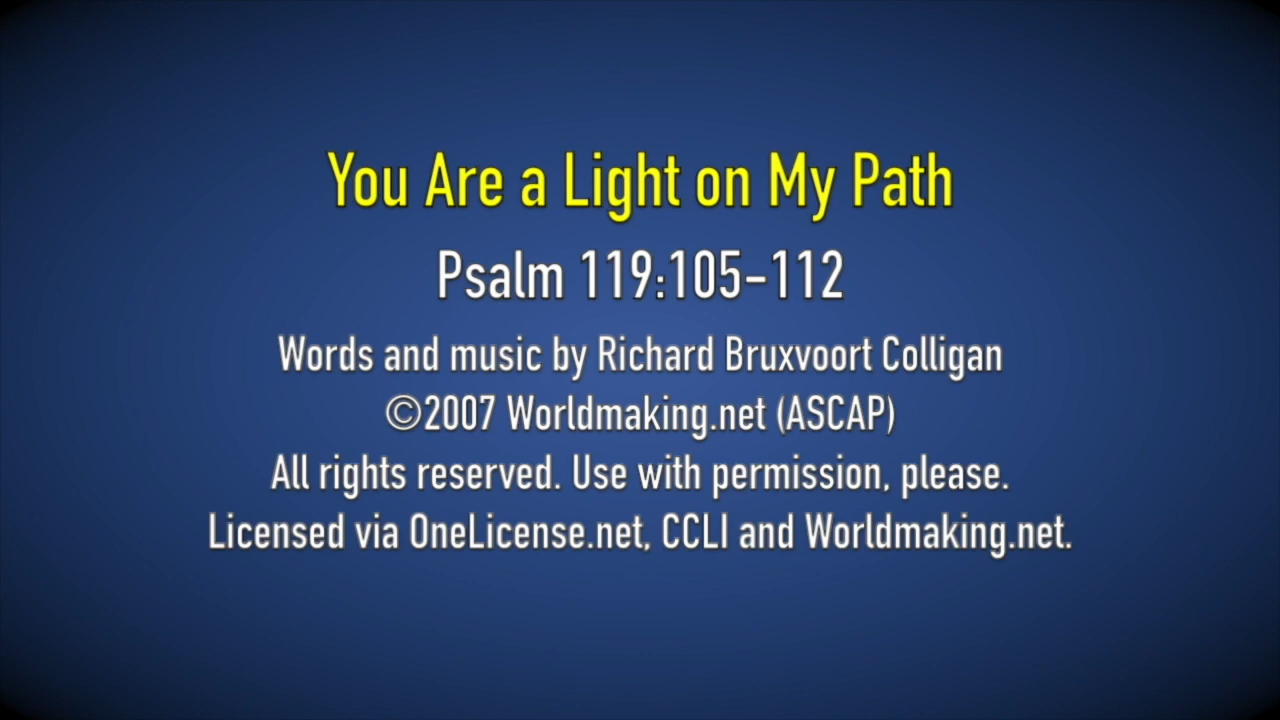 You Are a Light on My Path
Psalm 119:105-112
Words and music by Richard Bruxvoort Colligan
©2007 Worldmaking.net (ASCAP)
All rights reserved. Use with permission, please.
Licensed via OneLicense.net, CCLI and Worldmaking.net.